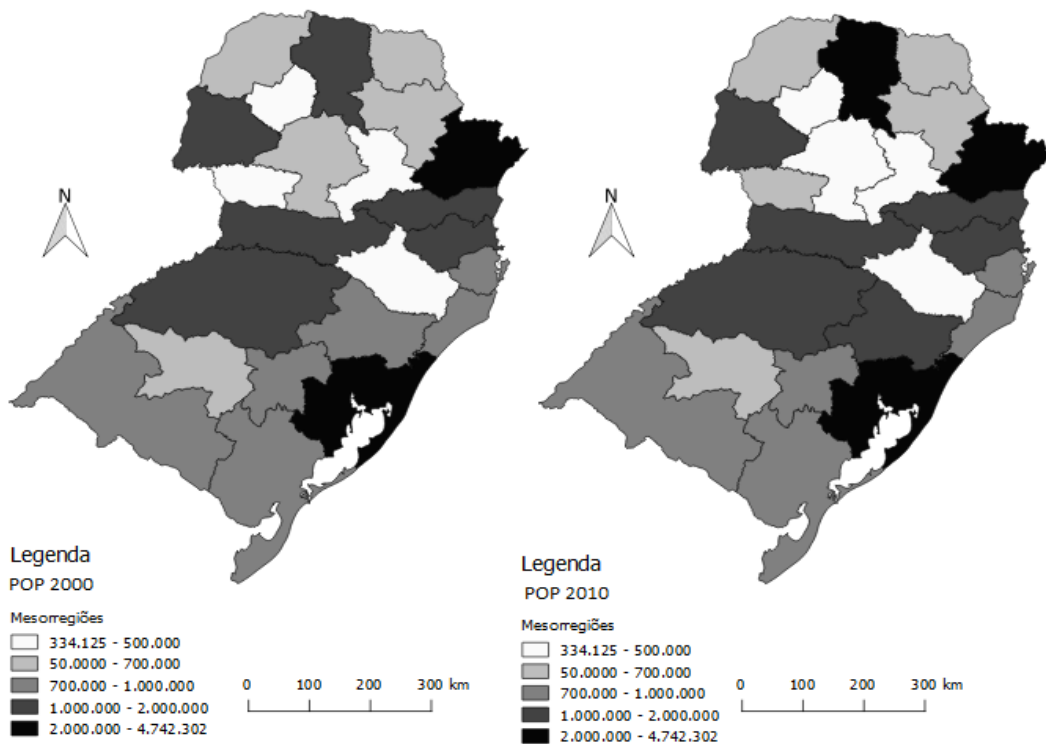 N
N
Legenda
POP 2000
Mesorregiões
334.125 - 500.000
50.0000 - 700.000
700.000 - 1.000.000
1.000.000 - 2.000.000
2.000.000 - 4.742.302
0 100 200 300 km
Legenda
POP 2010
Mesorregiões
334.125 - 500.000
50.0000 - 700.000
700.000 - 1.000.000
1.000.000 - 2.000.000
2.000.000 - 4.742.302
0 100 200 300 km